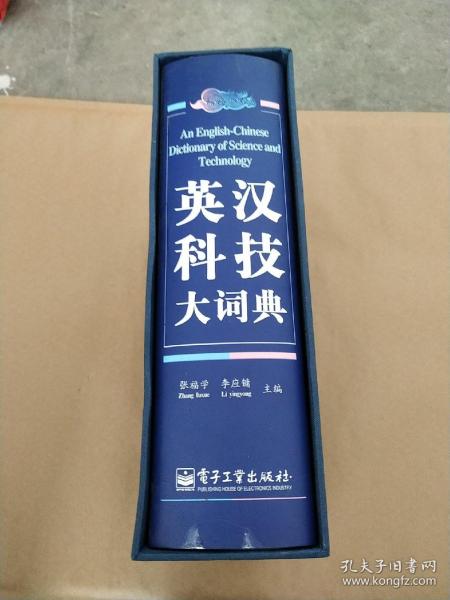 An English-Chinese
Dictionary of Science and
Technology
英汉
科技
大词典
张福学 李应镛 主编
Zhang fuxue Li yingyong
電子工業出版社·
PUBLISHING HOUSE OF ELECTRONICS INDUSTRY
孔夫子旧书网
www.kongfz.com